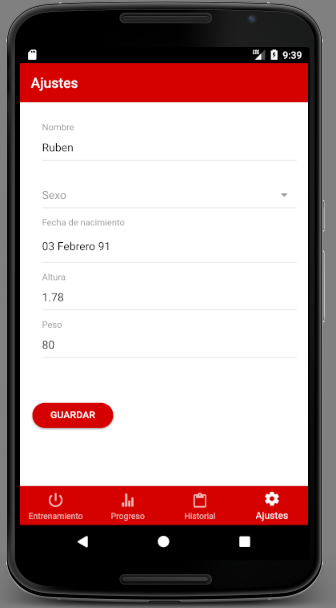 9:39
Ajustes
Nombre
Ruben
Sexo
Fecha de nacimiento
03 Febrero 91
Altura
1.78
Peso
80
GUARDAR
Entrenamiento Progreso Historial Ajustes